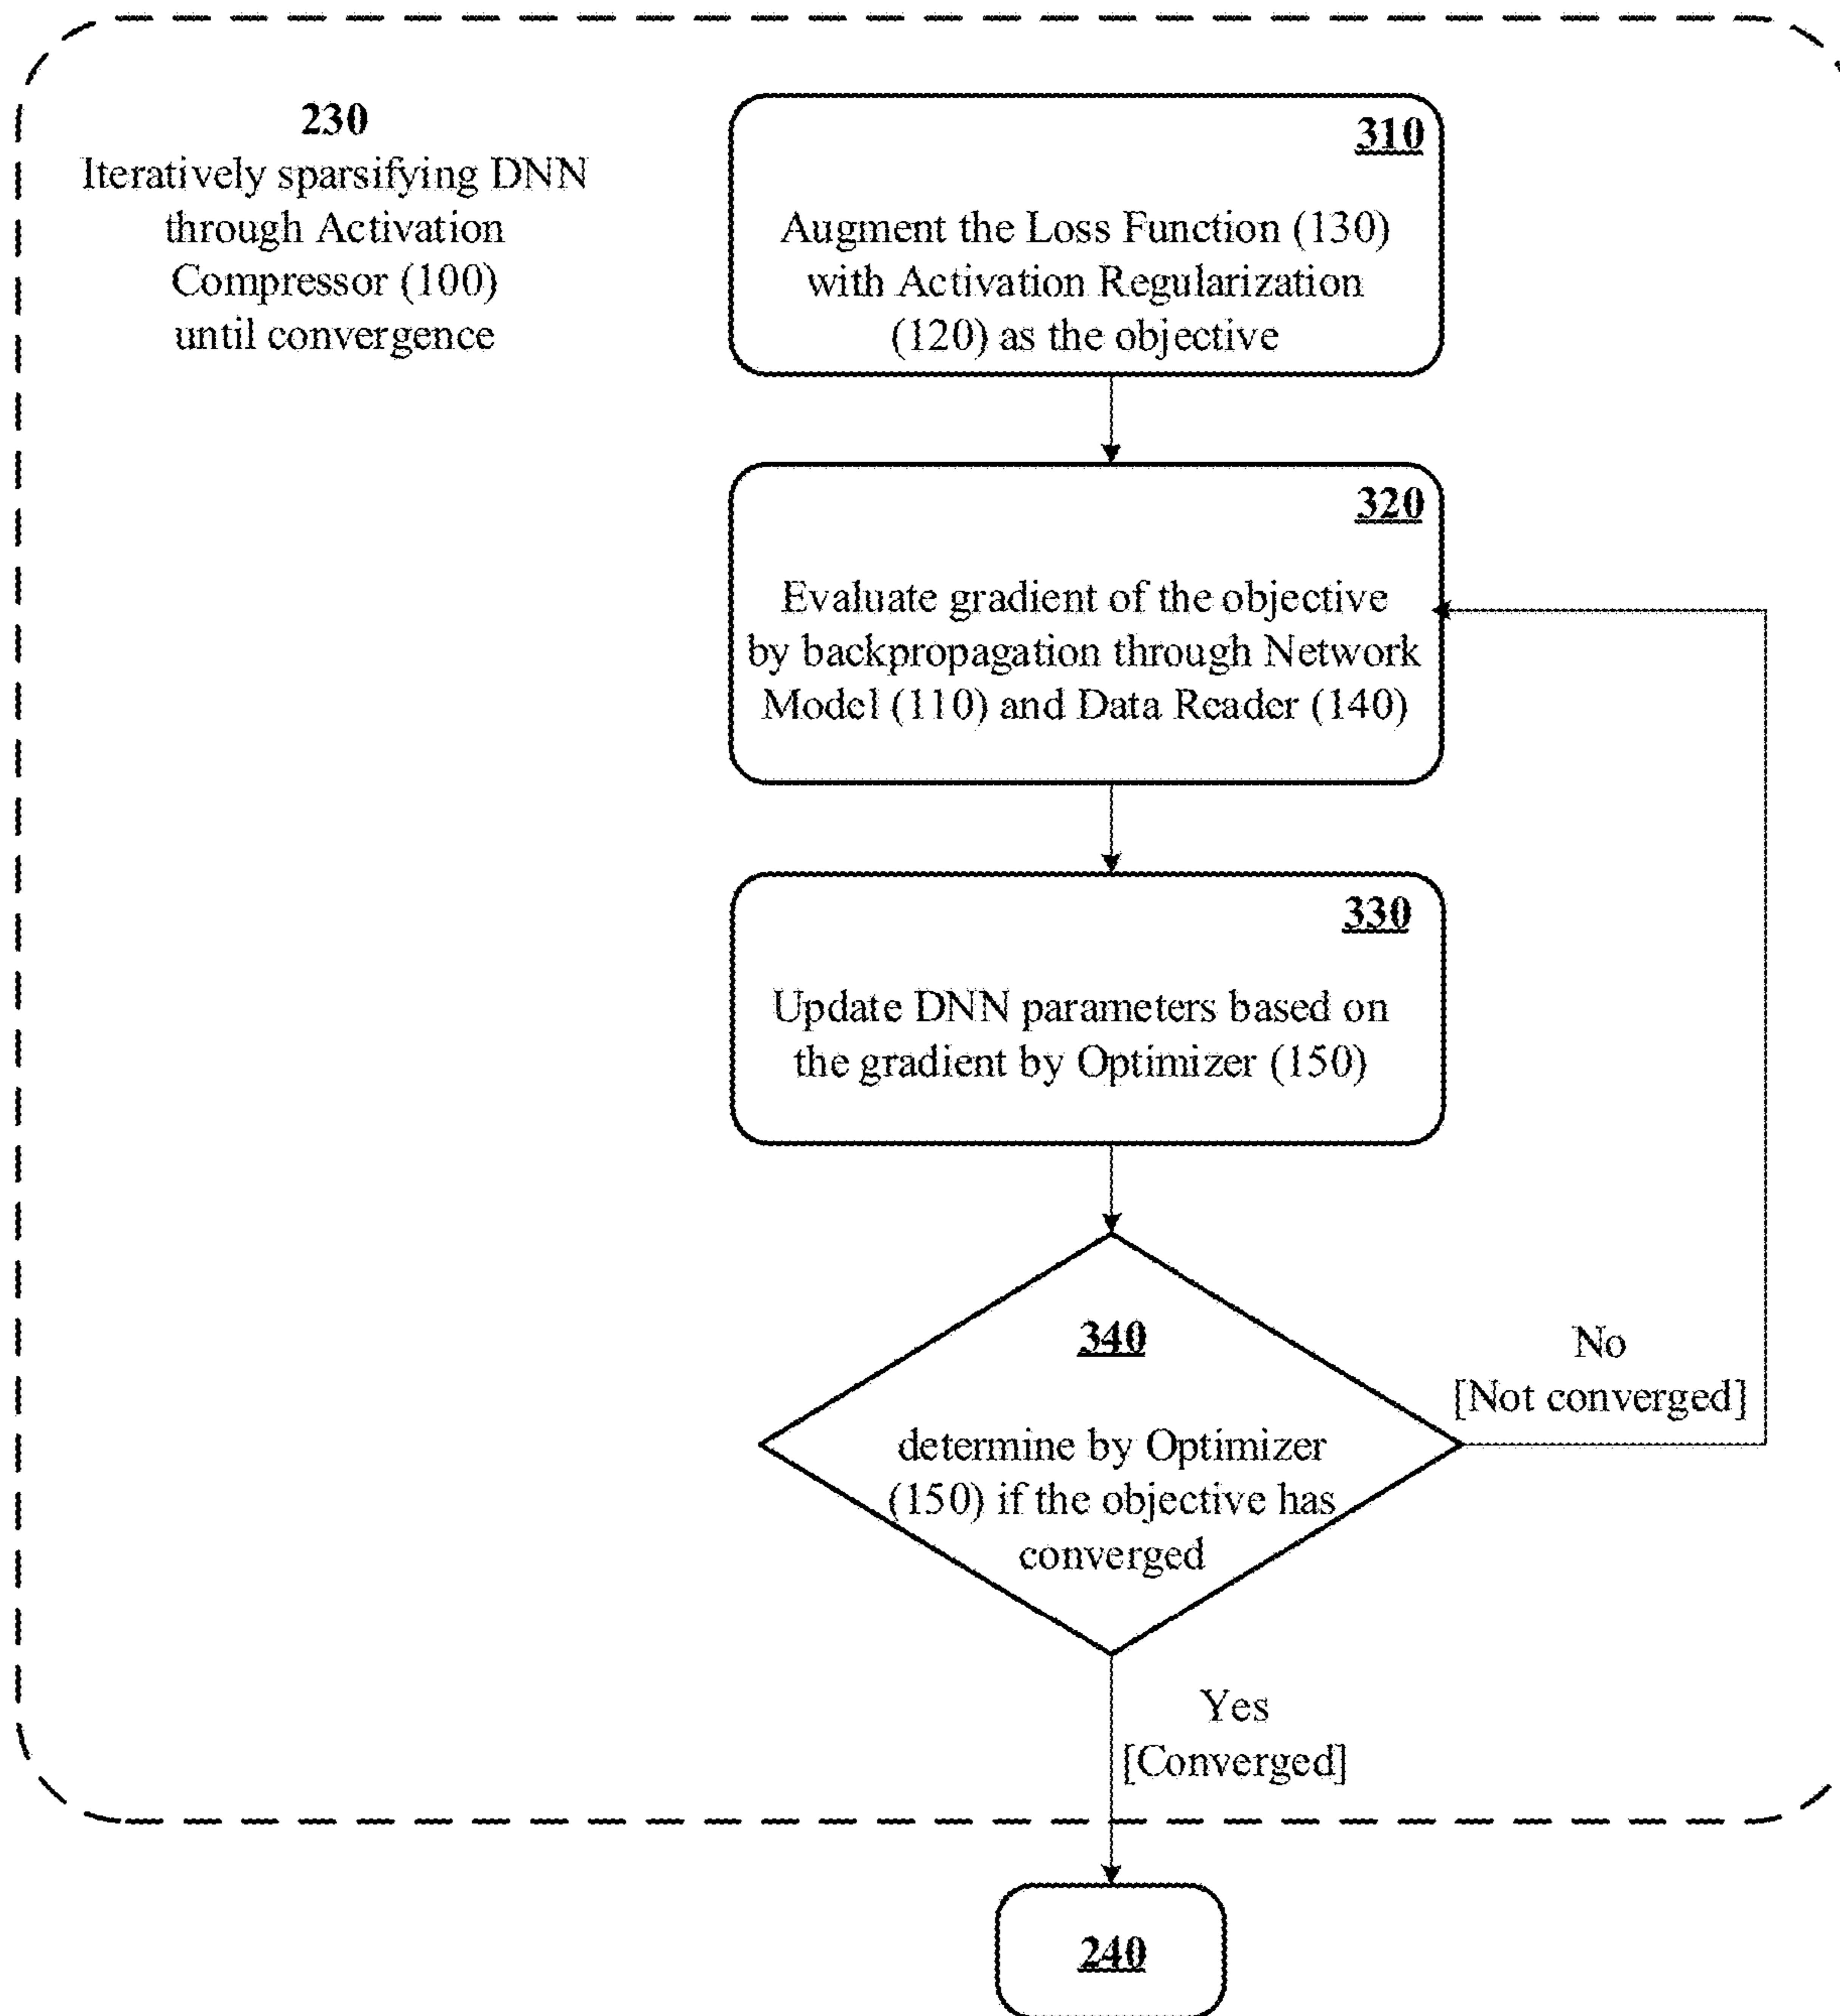 230
Iteratively sparsifying DNN
through Activation
Compressor (100)
until convergence
310
Augment the Loss Function (130)
with Activation Regularization
(120) as the objective
320
Evaluate gradient of the objective
by backpropagation through Network
Model (110) and Data Reader (140)
330
Update DNN parameters based on
the gradient by Optimizer (150)
340
determine by Optimizer
(150) if the objective has
converged
No
[Not converged]
Yes
[Converged]
240